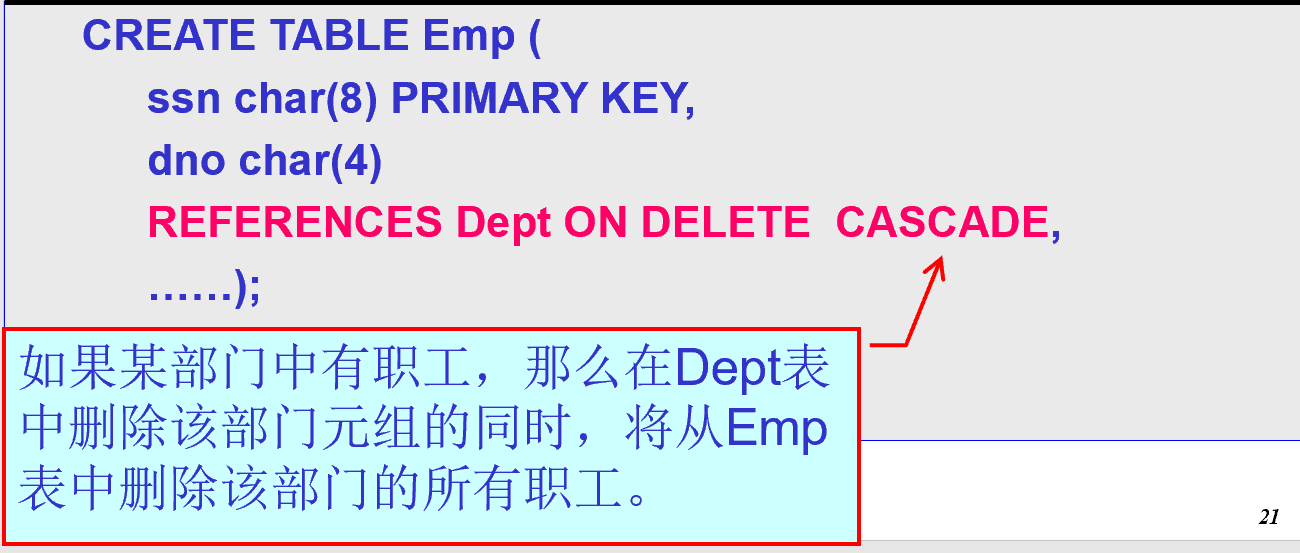 CREATE TABLE Emp (
ssn char(8) PRIMARY KEY,
dno char(4)
REFERENCES Dept ON DELETE  CASCADE,
……);
如果某部门中有职工，那么在Dept表
中删除该部门元组的同时，将从Emp
表中删除该部门的所有职工。
21